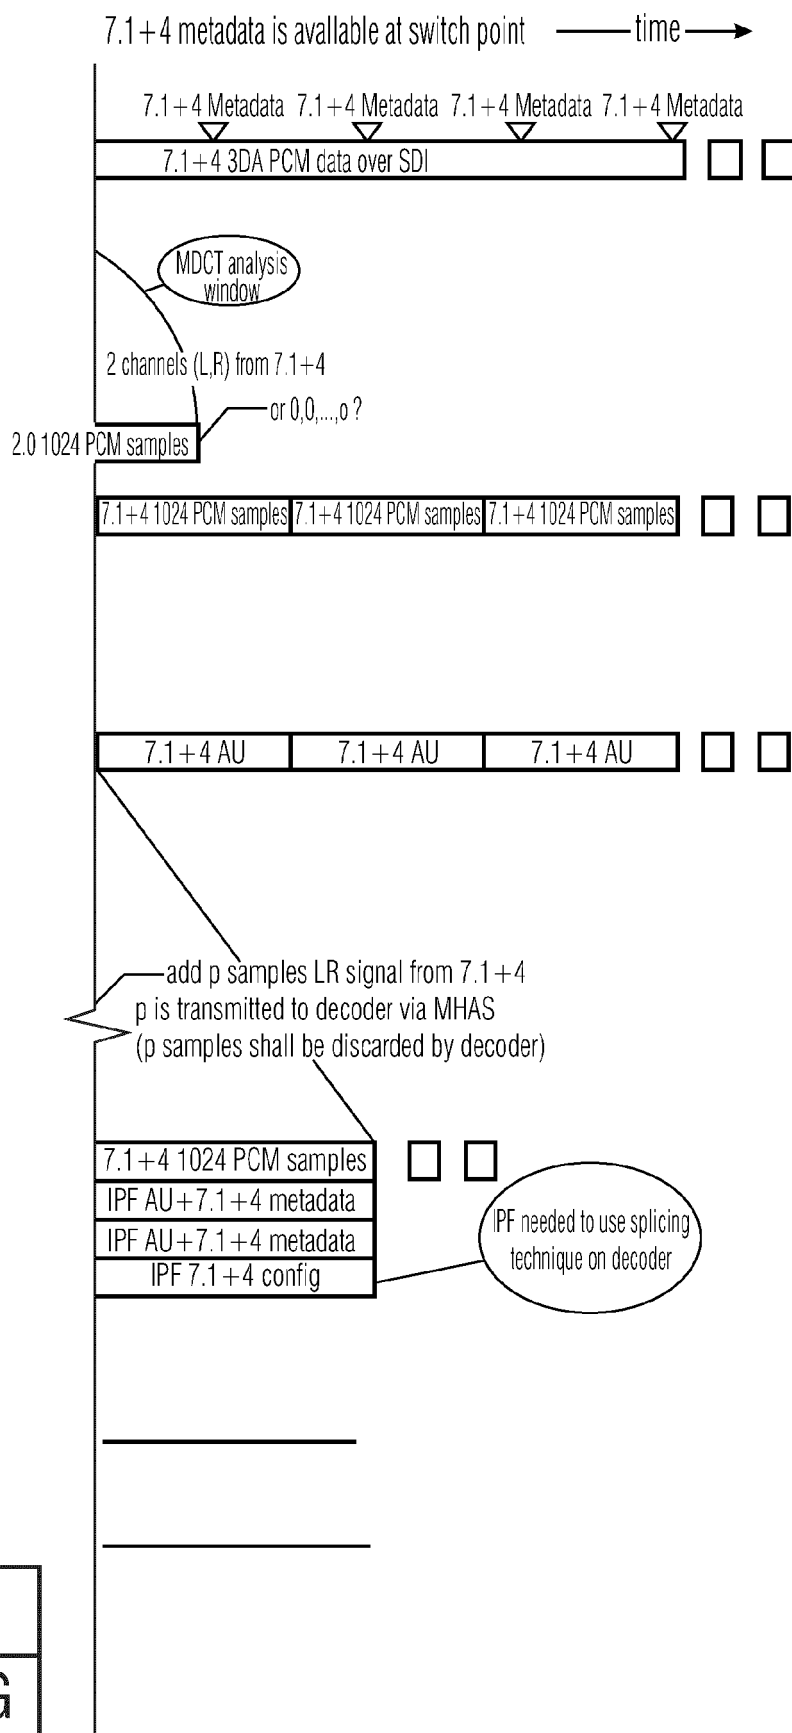 7.1+4 metadata is avallable at switch point
time
7.1+4 Metadata 7.1+4 Metadata 7.1+4 Metadata 7.1+4 Metadata
7.1+4 3DA PCM data over SDI
MDCT analysis
window
2 channels (L,R) from 7.1+4
or 0,0,...,o ?
2.0 1024 PCM samples
7.1+4 1024 PCM samples 7.1+4 1024 PCM samples 7.1+4 1024 PCM samples
7.1+4 AU 7.1+4 AU 7.1+4 AU
add p samples LR signal from 7.1+4
p is transmitted to decoder via MHAS
(p samples shall be discarded by decoder)
7.1+4 1024 PCM samples
IPF AU+7.1+4 metadata
IPF AU+7.1+4 metadata
IPF 7.1+4 config
IPF needed to use splicing
technique on decoder
G